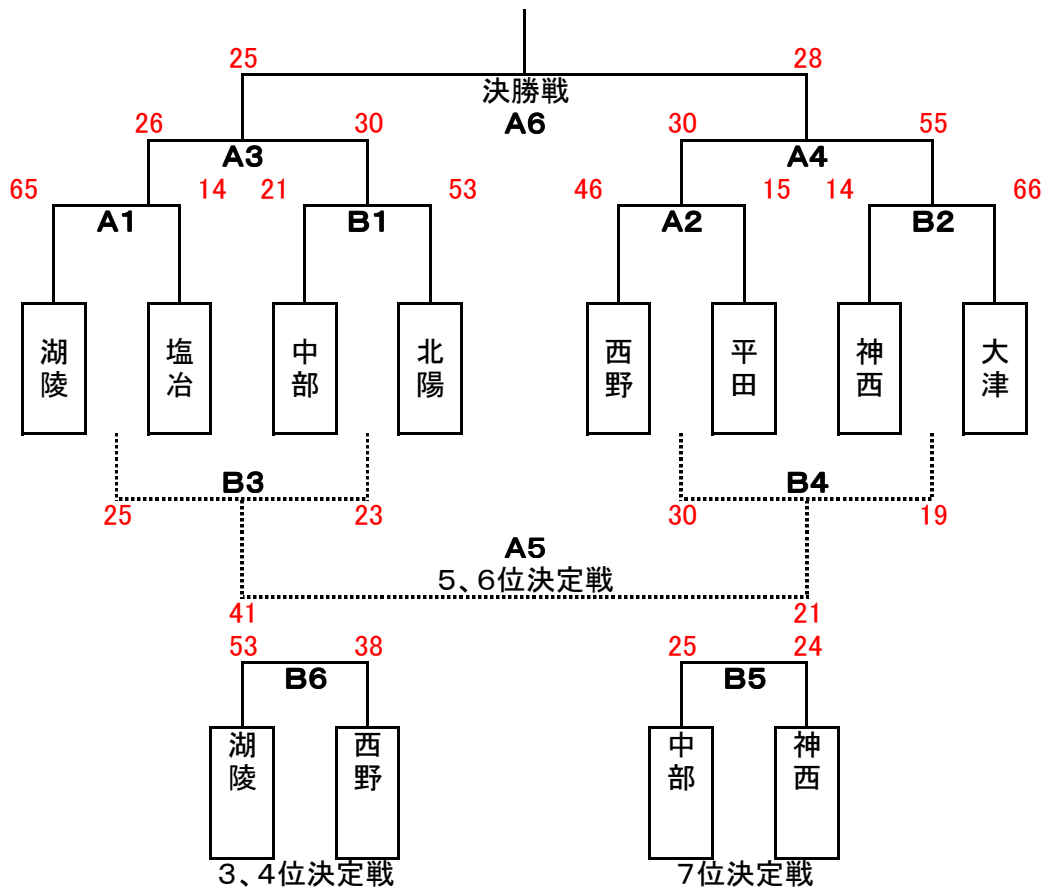 25 28
決勝戦
A6
26 30 30 55
A3 A4
65 14 21 53 46 15 14 66
A1 B1 A2 B2
湖陵 塩冶 中部 北陽 西野 平田 神西 大津
B3 B4
25 23 30 19
A5
5、6位決定戦
41 21
53 38 25 24
B6 B5
湖陵 西野 中部 神西
3、4位決定戦 7位決定戦